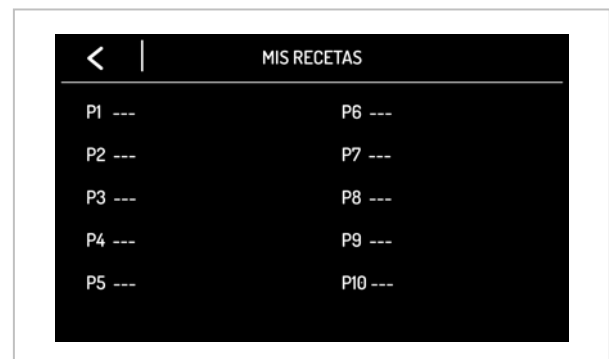 MIS RECETAS
P1 --- P6 ---
P2 --- P7 ---
P3 --- P8 ---
P4 --- P9 ---
P5 --- P10 ---